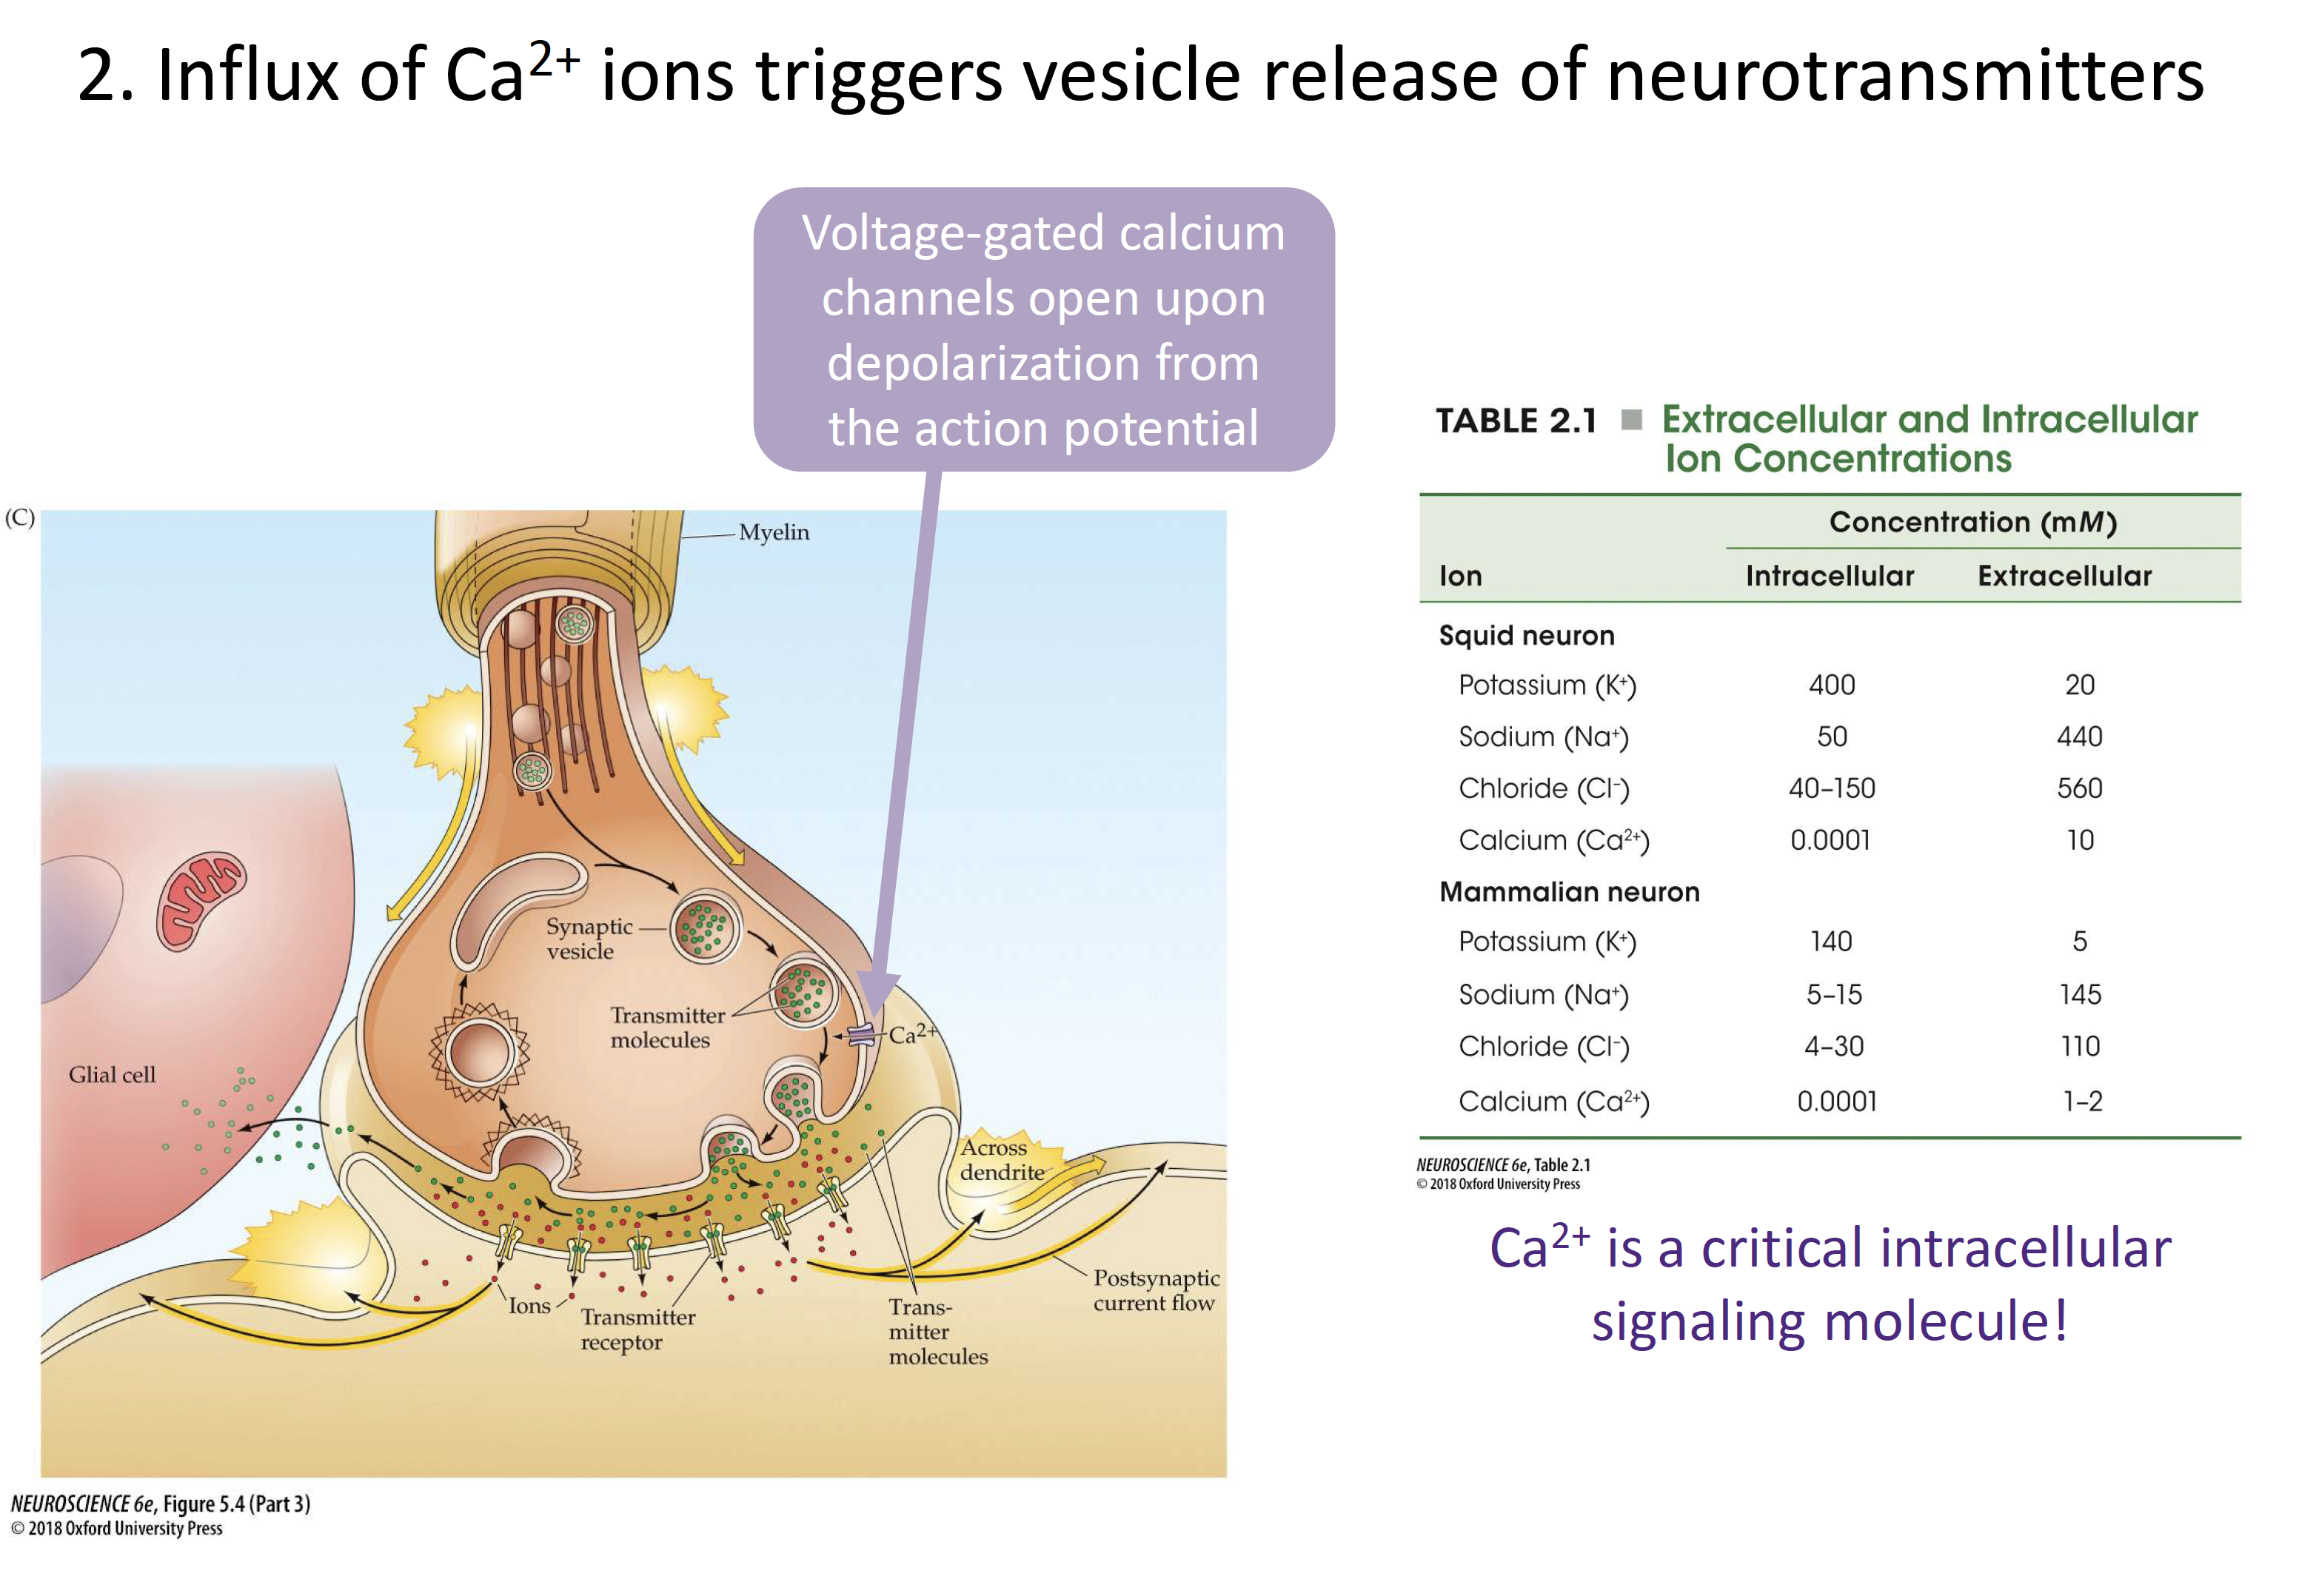 2. Influx of Ca²⁺ ions triggers vesicle release of neurotransmitters
Voltage-gated calcium
channels open upon
depolarization from
the action potential
(C)
Myelin
Synaptic
vesicle
Transmitter
molecules
Ca²⁺
Glial cell
Across
dendrite
Ions
Transmitter
receptor
Trans-
mitter
molecules
Postsynaptic
current flow
NEUROSCIENCE 6e, Figure 5.4 (Part 3)
© 2018 Oxford University Press
TABLE 2.1 ■ Extracellular and Intracellular
Ion Concentrations
Concentration (mM)
Ion Intracellular Extracellular
Squid neuron
Potassium (K⁺) 400 20
Sodium (Na⁺) 50 440
Chloride (Cl⁻) 40–150 560
Calcium (Ca²⁺) 0.0001 10
Mammalian neuron
Potassium (K⁺) 140 5
Sodium (Na⁺) 5–15 145
Chloride (Cl⁻) 4–30 110
Calcium (Ca²⁺) 0.0001 1–2
NEUROSCIENCE 6e, Table 2.1
© 2018 Oxford University Press
Ca²⁺ is a critical intracellular
signaling molecule!